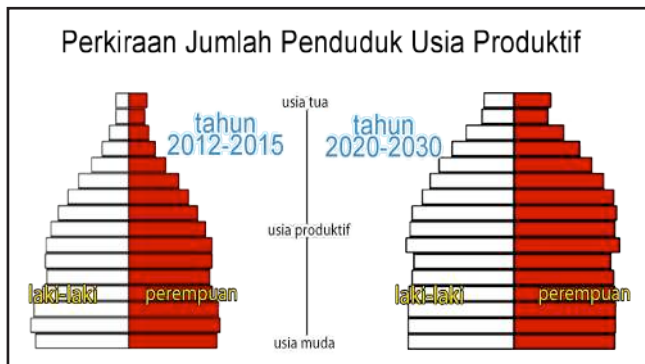 Perkiraan Jumlah Penduduk Usia Produktif
tahun
2012-2015
usia tua
tahun
2020-2030
usia produktif
laki-laki
perempuan
laki-laki
perempuan
usia muda